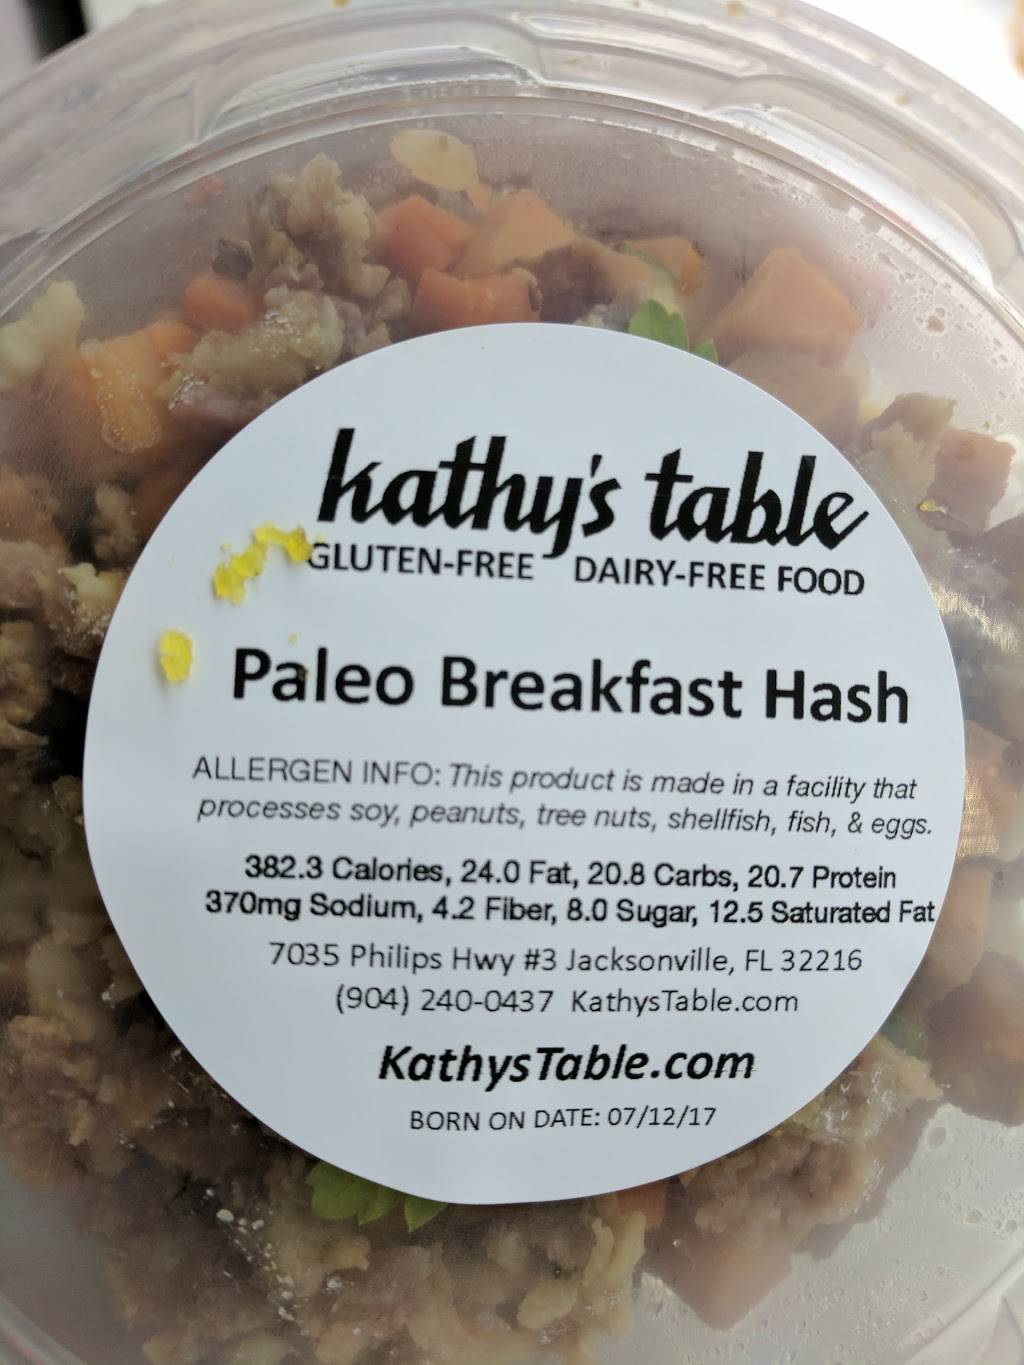 kathy's table
GLUTEN-FREE DAIRY-FREE FOOD
Paleo Breakfast Hash
ALLERGEN INFO: This product is made in a facility that
processes soy, peanuts, tree nuts, shellfish, fish, & eggs.
382.3 Calories, 24.0 Fat, 20.8 Carbs, 20.7 Protein
370mg Sodium, 4.2 Fiber, 8.0 Sugar, 12.5 Saturated Fat
7035 Philips Hwy #3 Jacksonville, FL 32216
(904) 240-0437 KathysTable.com
KathysTable.com
BORN ON DATE: 07/12/17